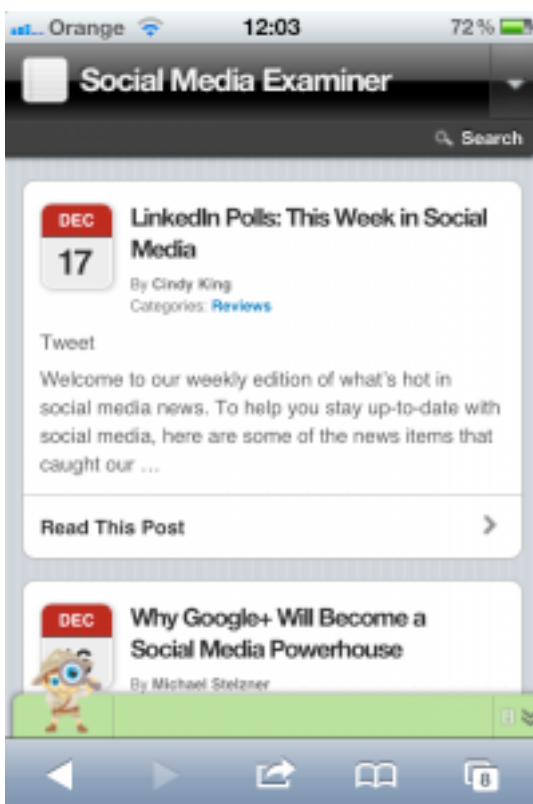 Orange 12:03 72%
Social Media Examiner
Search
DEC
17
LinkedIn Polls: This Week in Social
Media
By Cindy King
Categories: Reviews
Tweet
Welcome to our weekly edition of what's hot in
social media news. To help you stay up-to-date with
social media, here are some of the news items that
caught our ...
Read This Post
DEC
Why Google+ Will Become a
Social Media Powerhouse
By Michael Stelzner
8